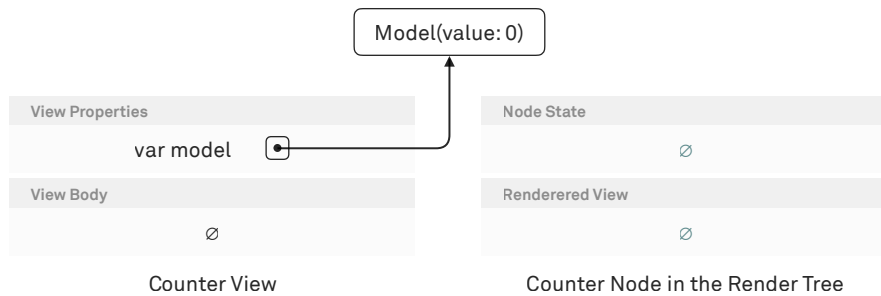 Model(value: 0)
View Properties
var model
View Body
∅
Counter View
Node State
∅
Renderered View
∅
Counter Node in the Render Tree